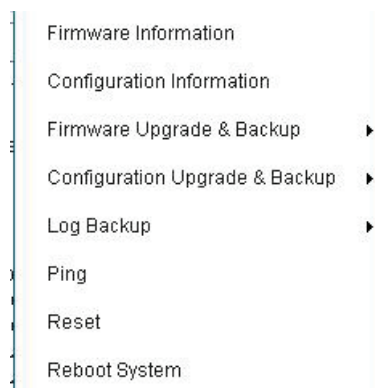 Firmware Information
Configuration Information
Firmware Upgrade & Backup
Configuration Upgrade & Backup
Log Backup
Ping
Reset
Reboot System